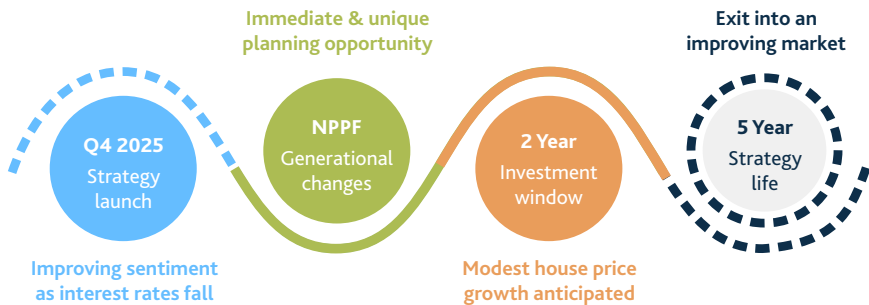 Immediate & unique
planning opportunity
Exit into an
improving market
Q4 2025
Strategy
launch
NPPF
Generational
changes
2 Year
Investment
window
5 Year
Strategy
life
Improving sentiment
as interest rates fall
Modest house price
growth anticipated